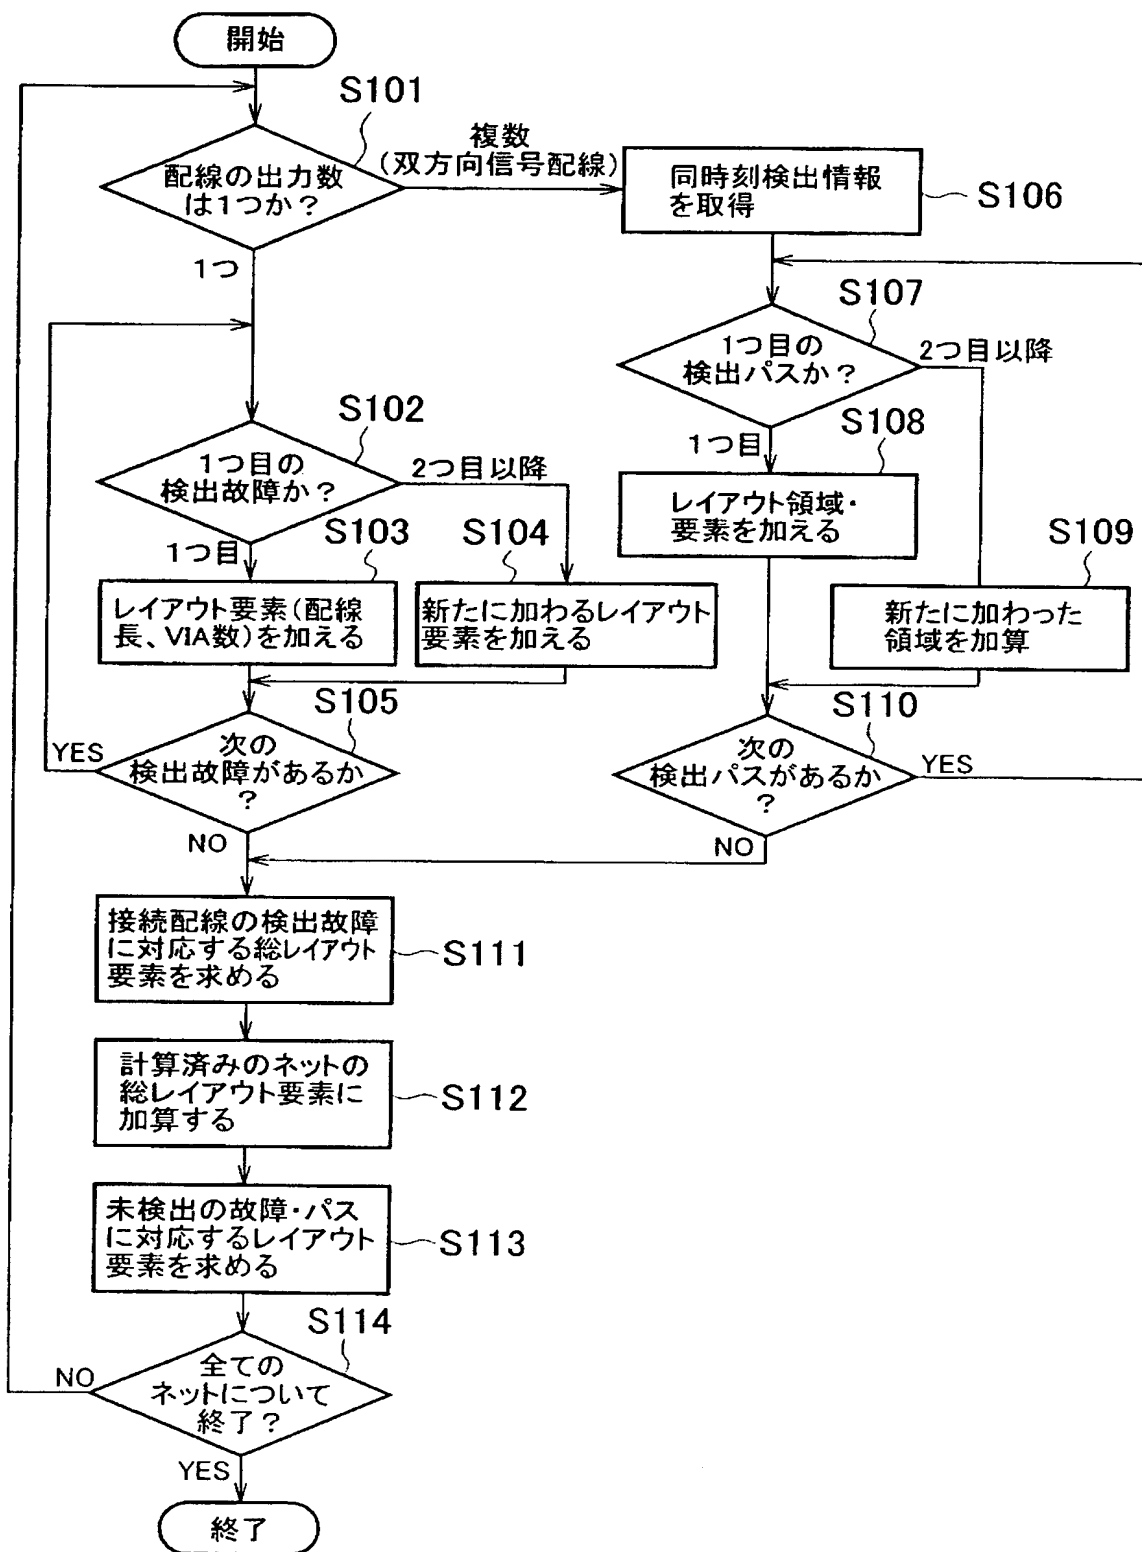 開始
S101
配線の出力数
は1つか？
複数
(双方向信号配線)
1つ
同時刻検出情報
を取得
S106
S107
1つ目の
検出パスか？
2つ目以降
1つ目
S108
レイアウト領域・
要素を加える
S109
新たに加わった
領域を加算
S102
1つ目の
検出故障か？
2つ目以降
1つ目
S103
レイアウト要素(配線
長、VIA数)を加える
S104
新たに加わるレイアウト
要素を加える
S105
次の
検出故障があるか
？
YES
NO
S110
次の
検出パスがあるか
？
YES
NO
接続配線の検出故障
に対応する総レイアウト
要素を求める
S111
計算済みのネットの
総レイアウト要素に
加算する
S112
未検出の故障・パス
に対応するレイアウト
要素を求める
S113
S114
全ての
ネットについて
終了？
NO
YES
終了